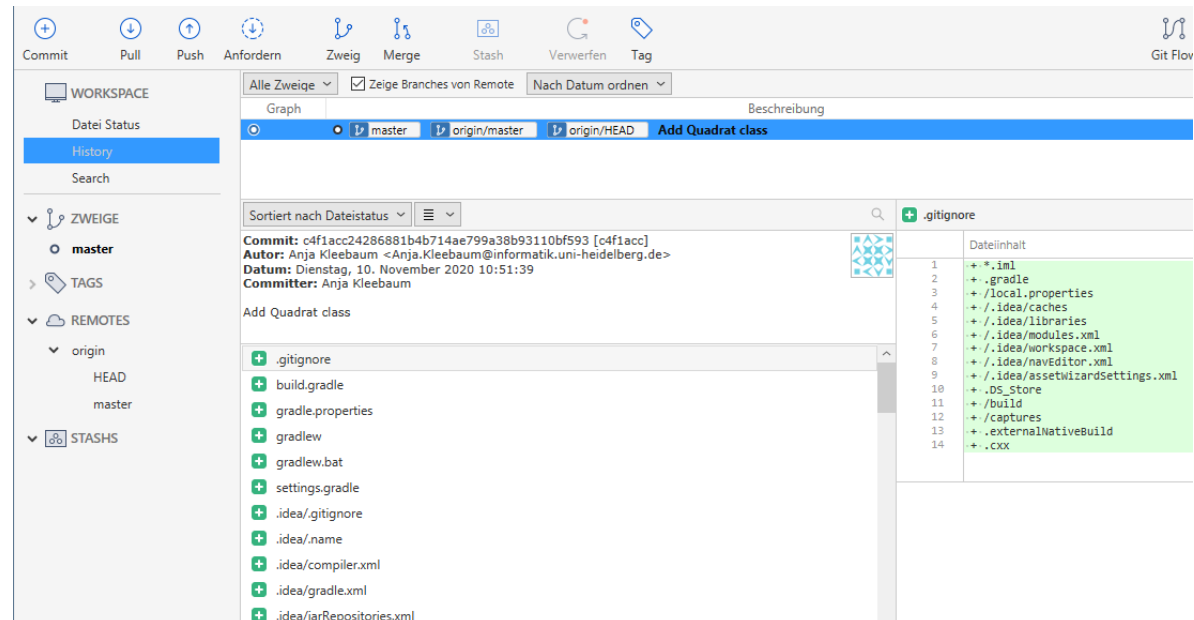 Commit Pull Push Anfordern Zweig Merge Stash Verwerfen Tag Git Flow
WORKSPACE
Datei Status
History
Search
ZWEIGE
master
TAGS
REMOTES
origin
HEAD
master
STASHS
Alle Zweige Zeige Branches von Remote Nach Datum ordnen
Graph Beschreibung
master origin/master origin/HEAD Add Quadrat class
Sortiert nach Dateistatus
Commit: c4f1acc24286881b4b714ae799a38b93110bf593 [c4f1acc]
Autor: Anja Kleebaum <Anja.Kleebaum@informatik.uni-heidelberg.de>
Datum: Dienstag, 10. November 2020 10:51:39
Committer: Anja Kleebaum
Add Quadrat class
.gitignore
build.gradle
gradle.properties
gradlew
gradlew.bat
settings.gradle
.idea/.gitignore
.idea/.name
.idea/compiler.xml
.idea/gradle.xml
.idea/jarRepositories.xml
.gitignore
Dateiinhalt
1 + *.iml
2 + .gradle
3 + /local.properties
4 + /.idea/caches
5 + /.idea/libraries
6 + /.idea/modules.xml
7 + /.idea/workspace.xml
8 + /.idea/navEditor.xml
9 + /.idea/assetWizardSettings.xml
10 + .DS_Store
11 + /build
12 + /captures
13 + .externalNativeBuild
14 + .cxx